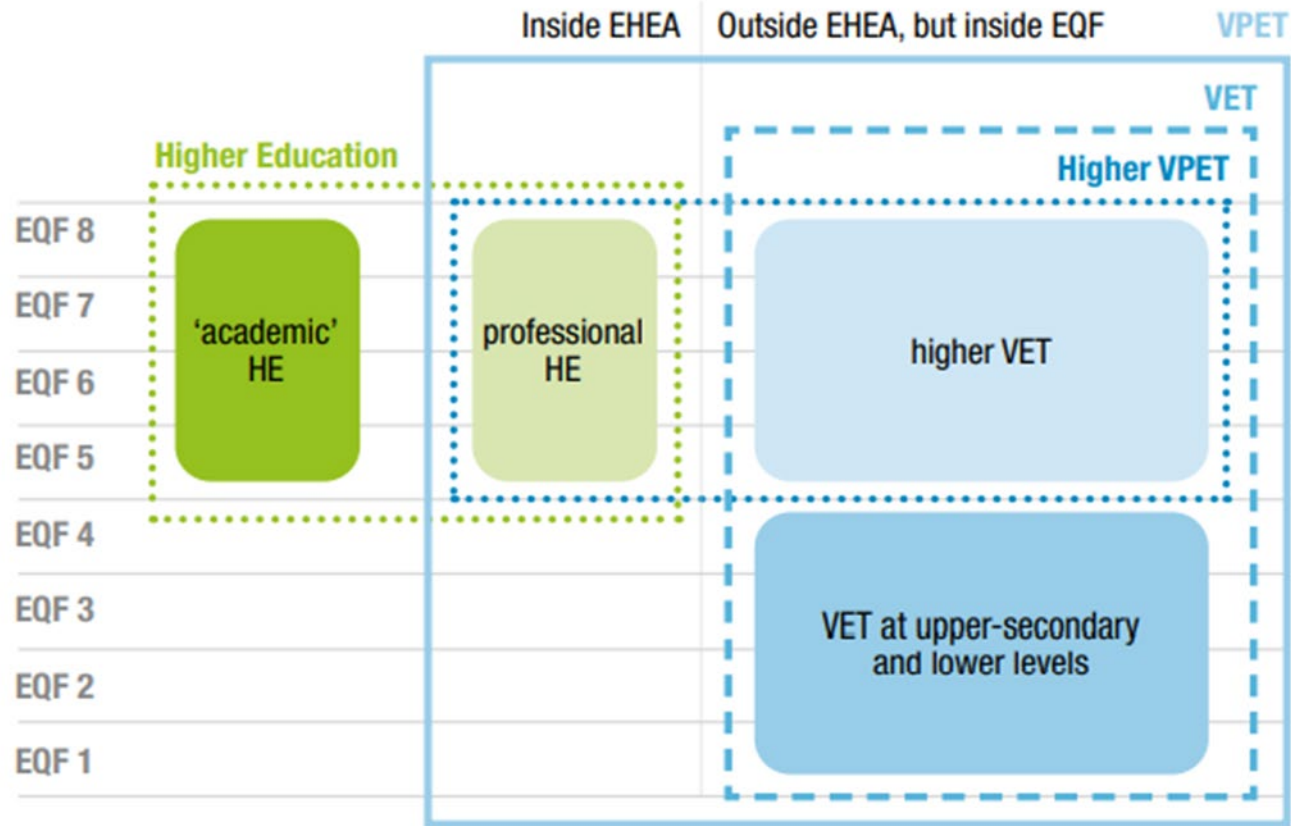 Inside EHEA
Outside EHEA, but inside EQF
VPET
VET
Higher Education
Higher VPET
EQF 8
EQF 7
EQF 6
EQF 5
EQF 4
EQF 3
EQF 2
EQF 1
‘academic’
HE
professional
HE
higher VET
VET at upper-secondary
and lower levels